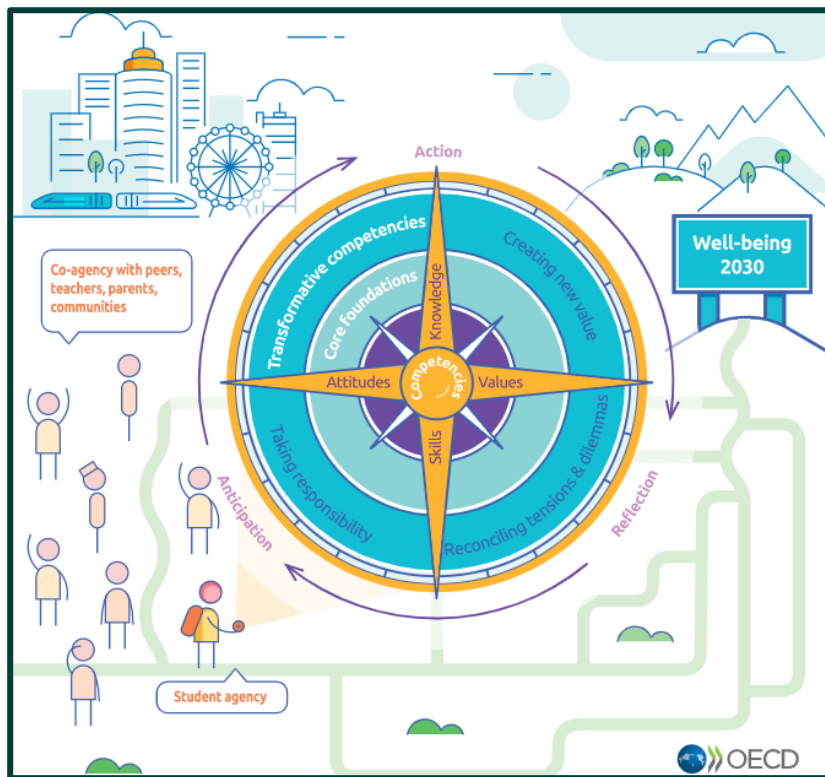 Action
Transformative competencies
Creating new value
Core foundations
Knowledge
Well-being
2030
Co-agency with peers,
teachers, parents,
communities
Attitudes
Competencies
Values
Skills
Taking responsibility
Reconciling tensions & dilemmas
Anticipation
Reflection
Student agency
OECD